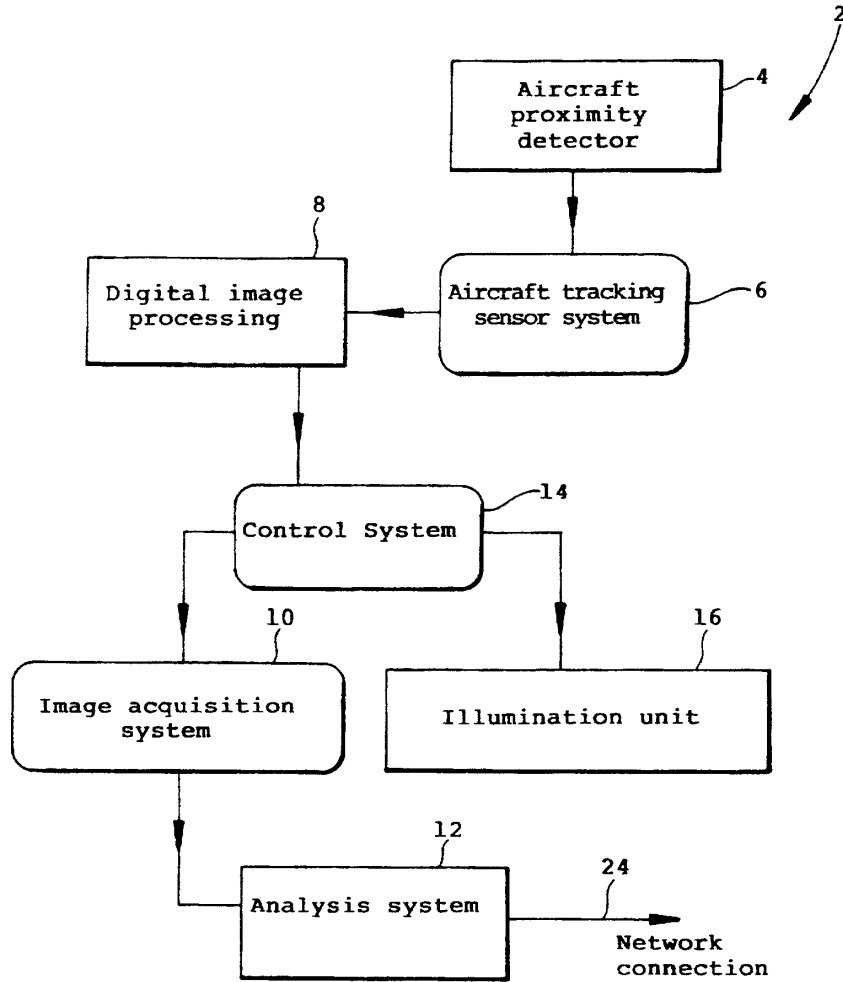 2
Aircraft
proximity
detector
4
8
Digital image
processing
Aircraft tracking
sensor system
6
Control System
14
10
Image acquisition
system
16
Illumination unit
12
Analysis system
24
Network
connection